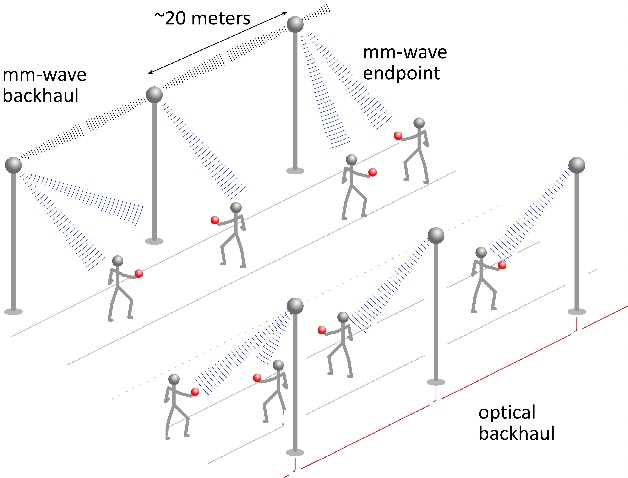 ~20 meters
mm-wave
backhaul
mm-wave
endpoint
optical
backhaul